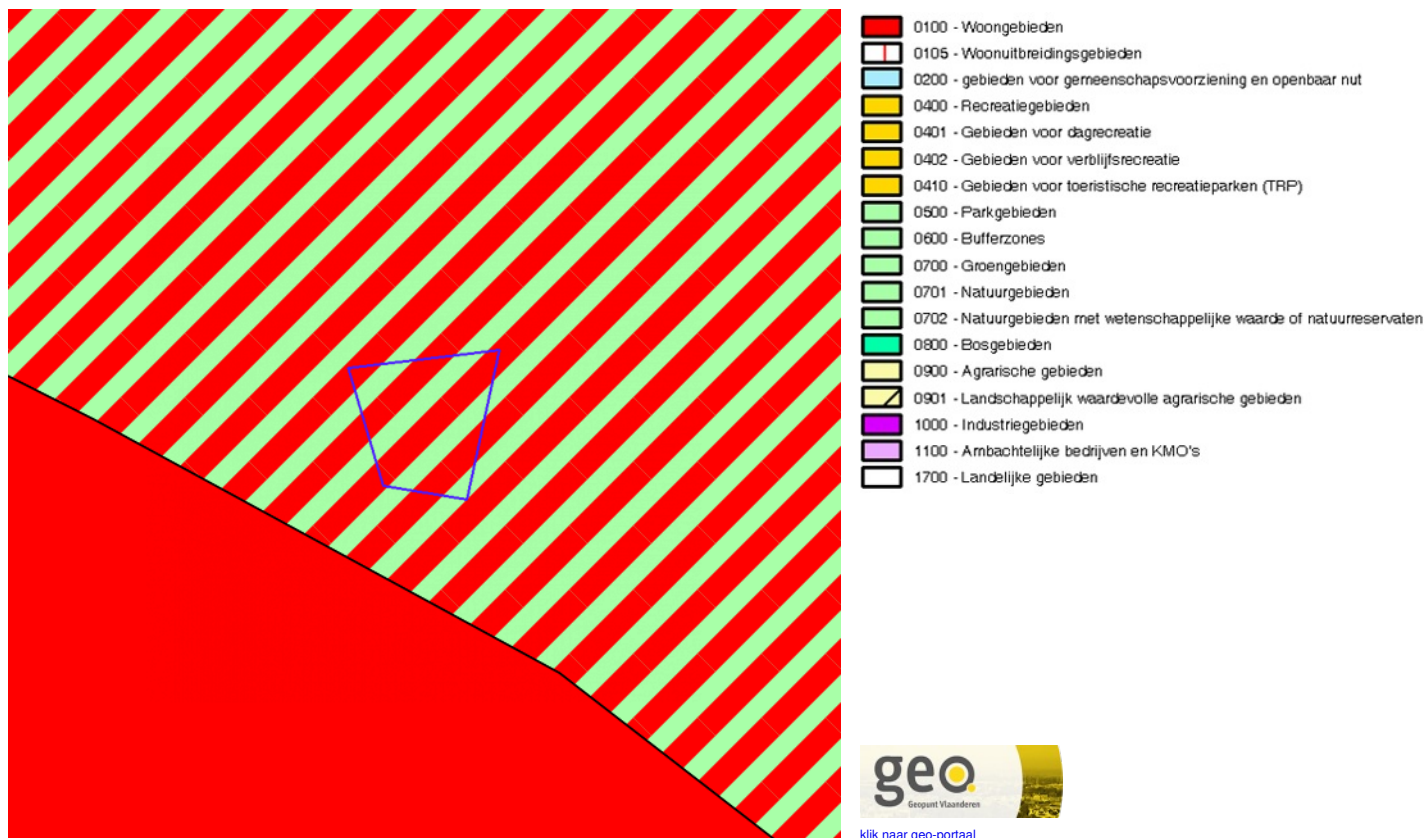 0100 - Woongebieden
0105 - Woonuitbreidingsgebieden
0200 - gebieden voor gemeenschapsvoorziening en openbaar nut
0400 - Recreatiegebieden
0401 - Gebieden voor dagrecreatie
0402 - Gebieden voor verblijfsrecreatie
0410 - Gebieden voor toeristische recreatieparken (TRP)
0500 - Parkgebieden
0600 - Bufferzones
0700 - Groengebieden
0701 - Natuurgebieden
0702 - Natuurgebieden met wetenschappelijke waarde of natuurreservaten
0800 - Bosgebieden
0900 - Agrarische gebieden
0901 - Landschappelijk waardevolle agrarische gebieden
1000 - Industriegebieden
1100 - Ambachtelijke bedrijven en KMO's
1700 - Landelijke gebieden
geo
Geopunt Vlaanderen
klik naar geo-portaal